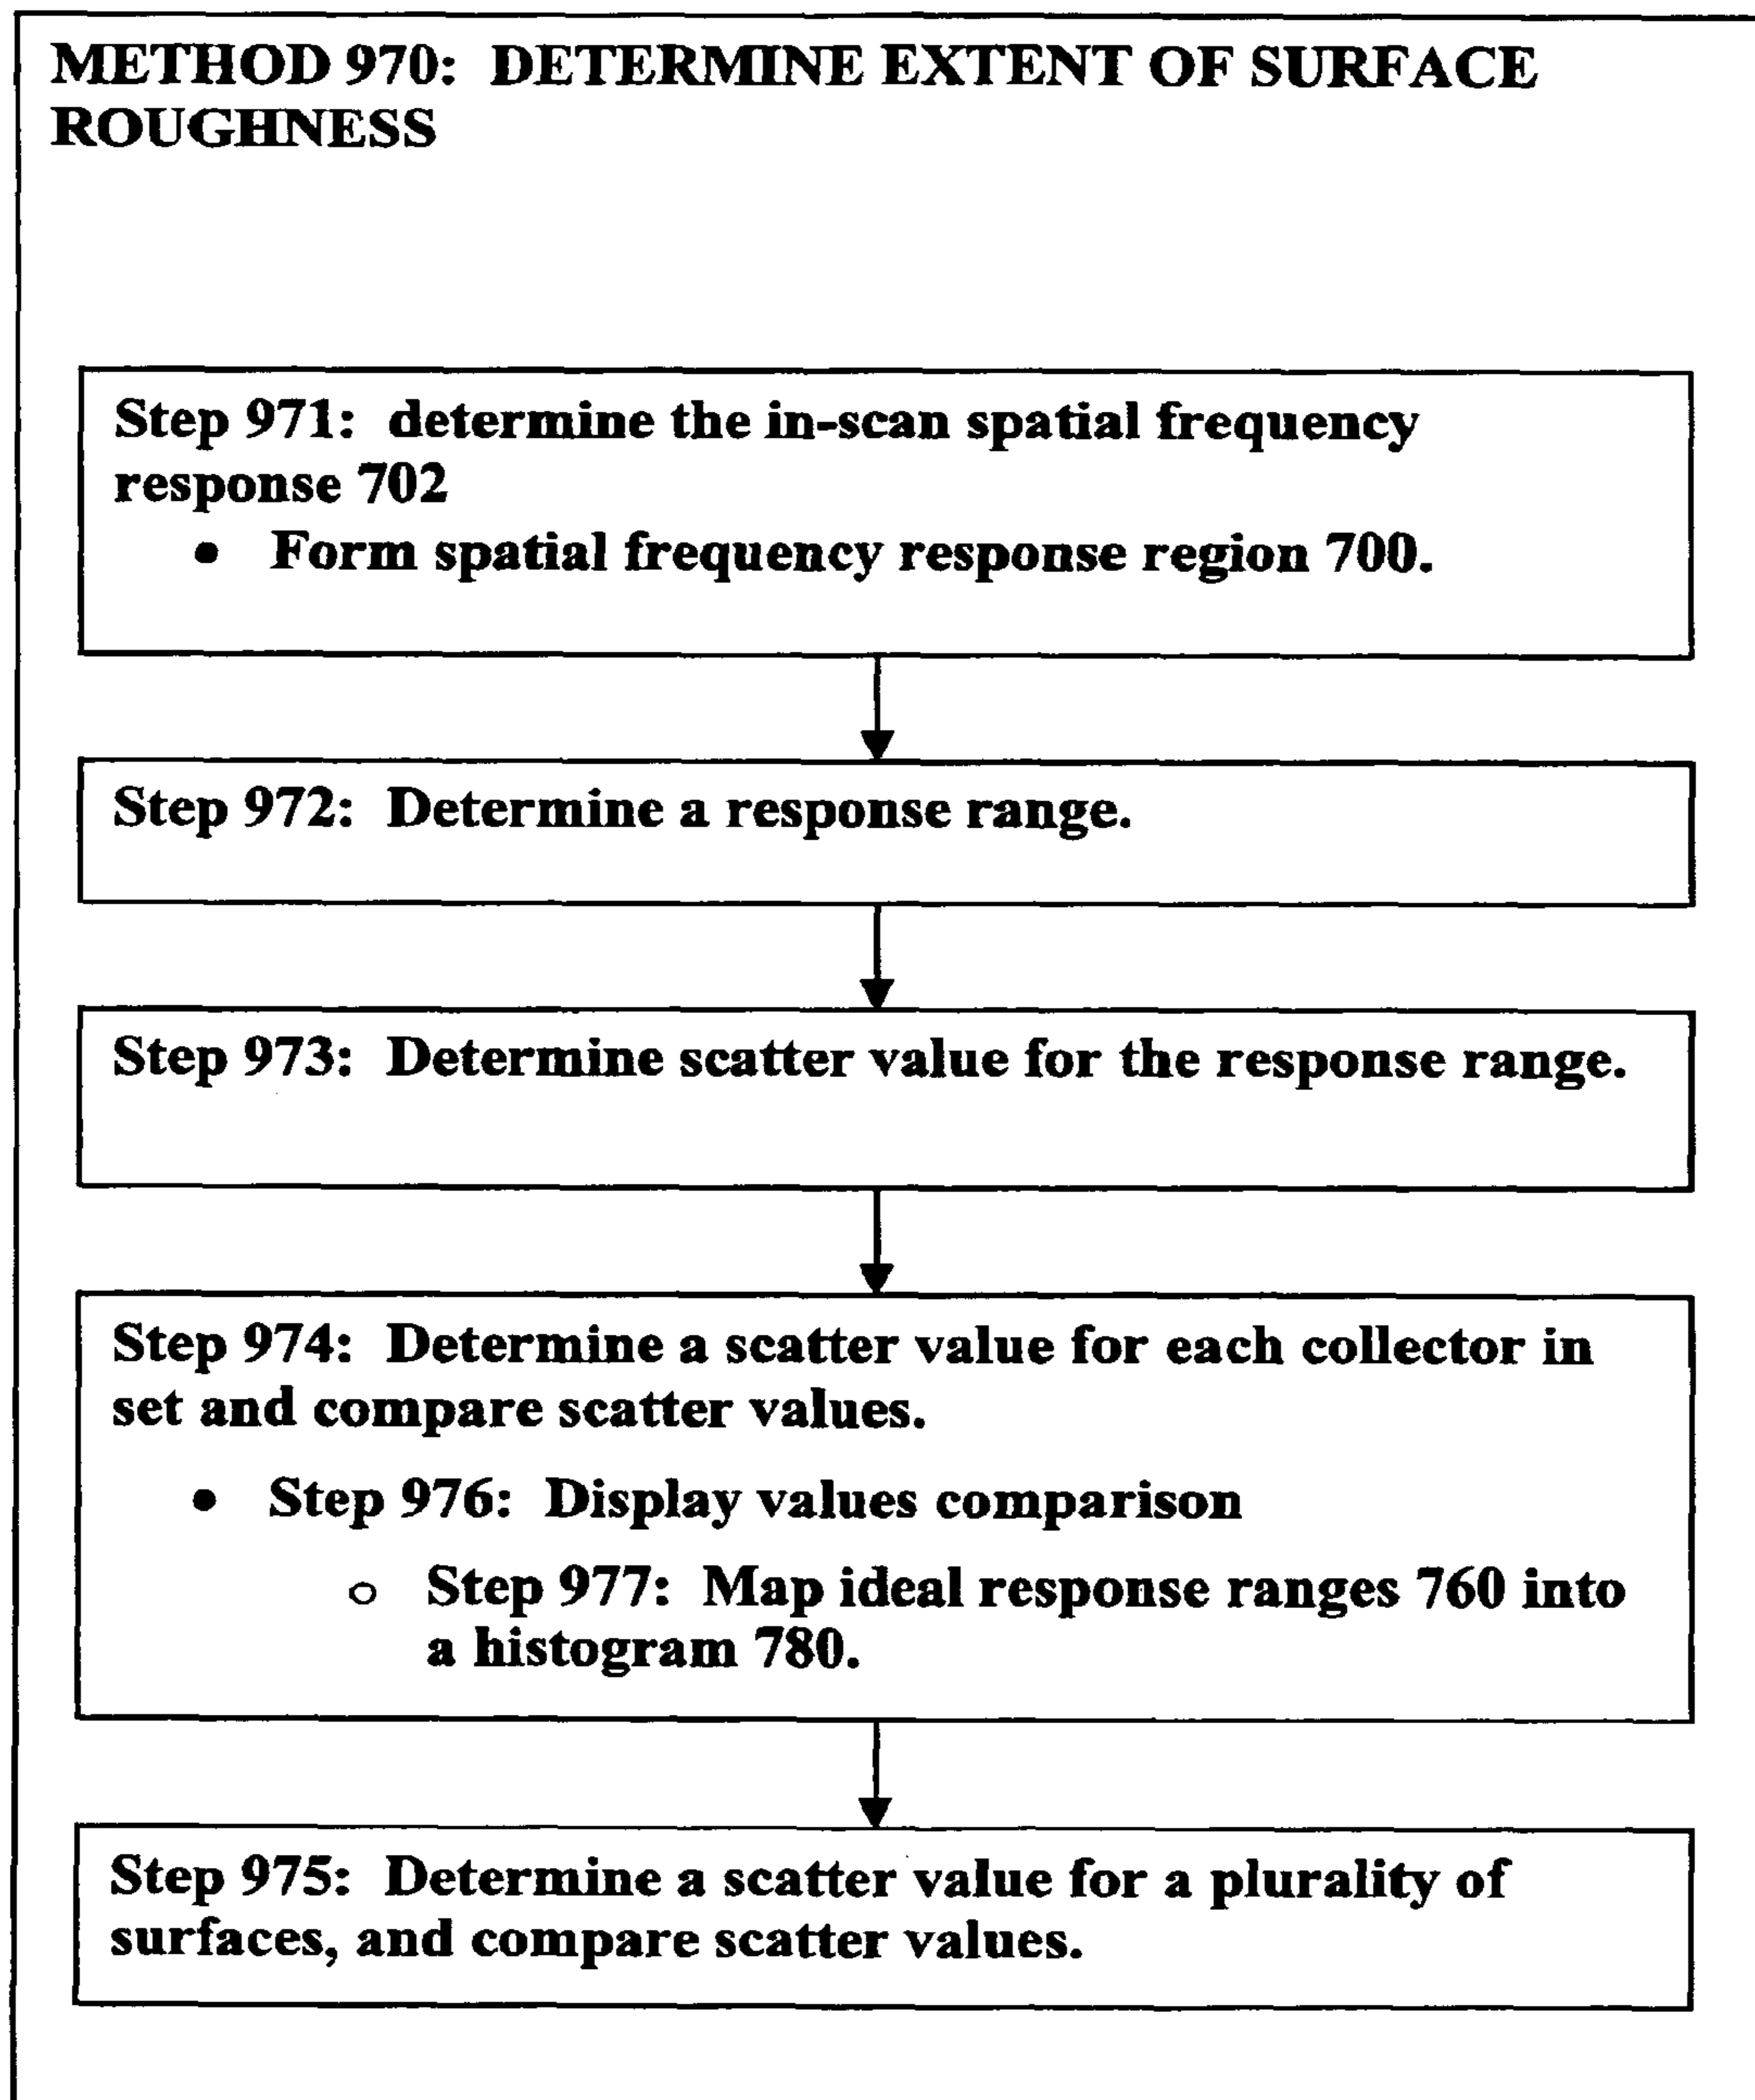 METHOD 970: DETERMINE EXTENT OF SURFACE
ROUGHNESS
Step 971: determine the in-scan spatial frequency
response 702
• Form spatial frequency response region 700.
Step 972: Determine a response range.
Step 973: Determine scatter value for the response range.
Step 974: Determine a scatter value for each collector in
set and compare scatter values.
• Step 976: Display values comparison
o Step 977: Map ideal response ranges 760 into
a histogram 780.
Step 975: Determine a scatter value for a plurality of
surfaces, and compare scatter values.